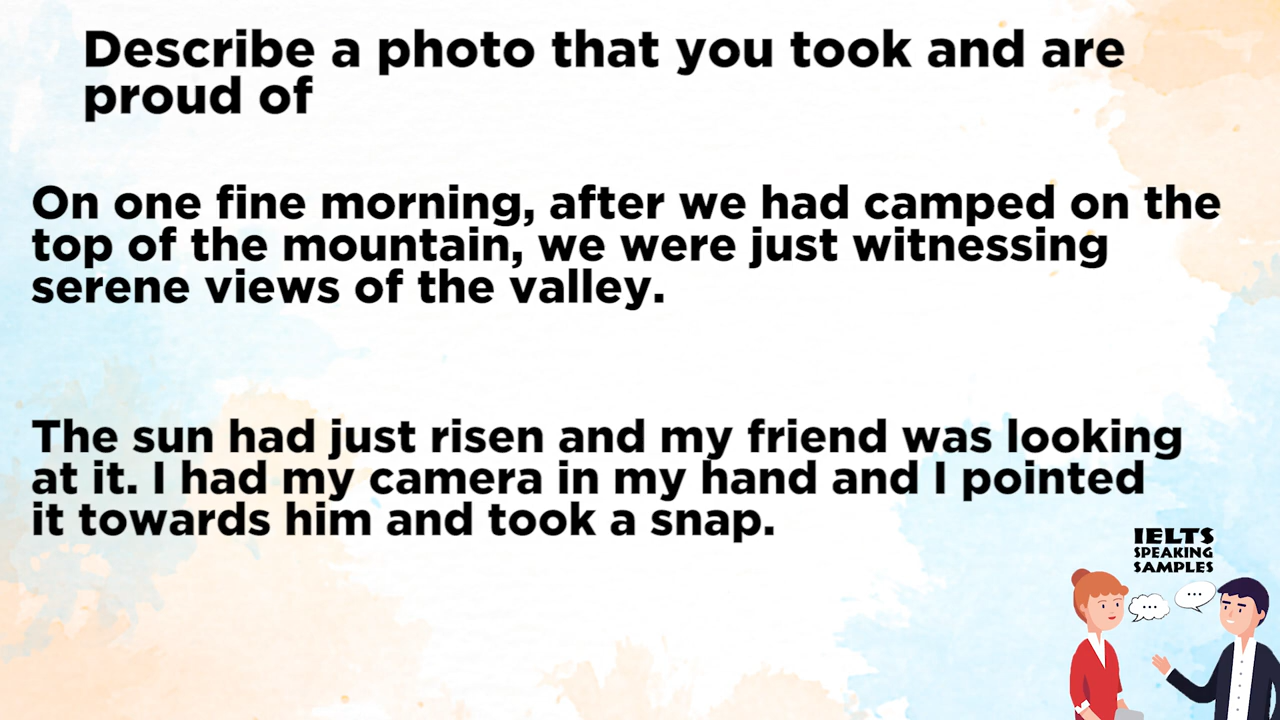 Describe a photo that you took and are
proud of
On one fine morning, after we had camped on the
top of the mountain, we were just witnessing
serene views of the valley.
The sun had just risen and my friend was looking
at it. I had my camera in my hand and I pointed
it towards him and took a snap.
IELTS
SPEAKING
SAMPLES
...
...